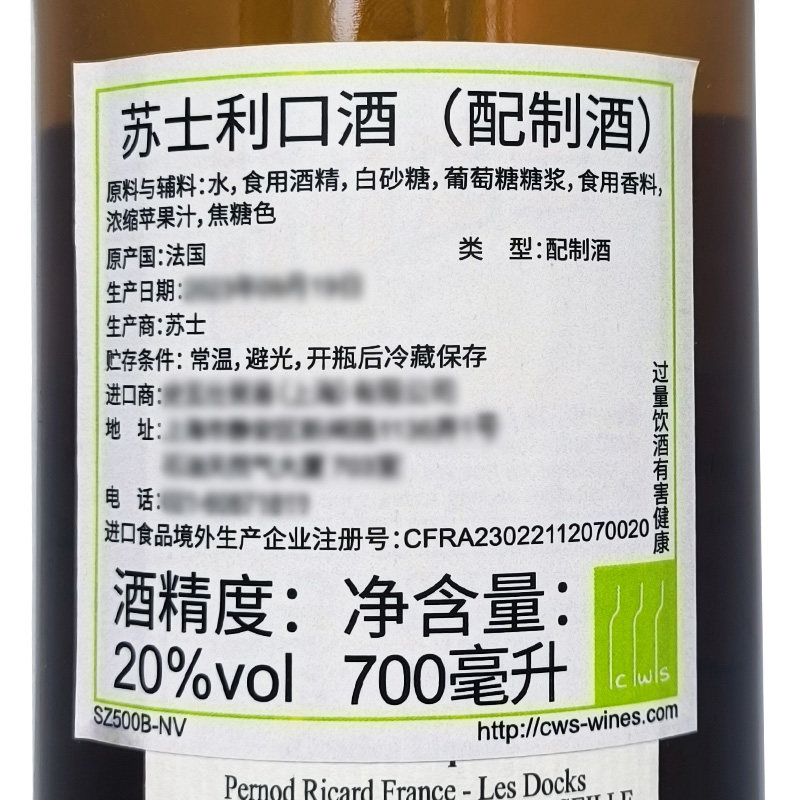 苏士利口酒（配制酒）
原料与辅料：水，食用酒精，白砂糖，葡萄糖糖浆，食用香料，
浓缩苹果汁，焦糖色
原产国：法国 类 型：配制酒
生产日期：
生产商：苏士
贮存条件：常温，避光，开瓶后冷藏保存
进口商：
地 址：
电 话：
进口食品境外生产企业注册号：CFRA23022112070020
过量饮酒有害健康
酒精度： 净含量：
20%vol 700毫升
cws
SZ500B-NV
http://cws-wines.com
Pernod Ricard France - Les Docks